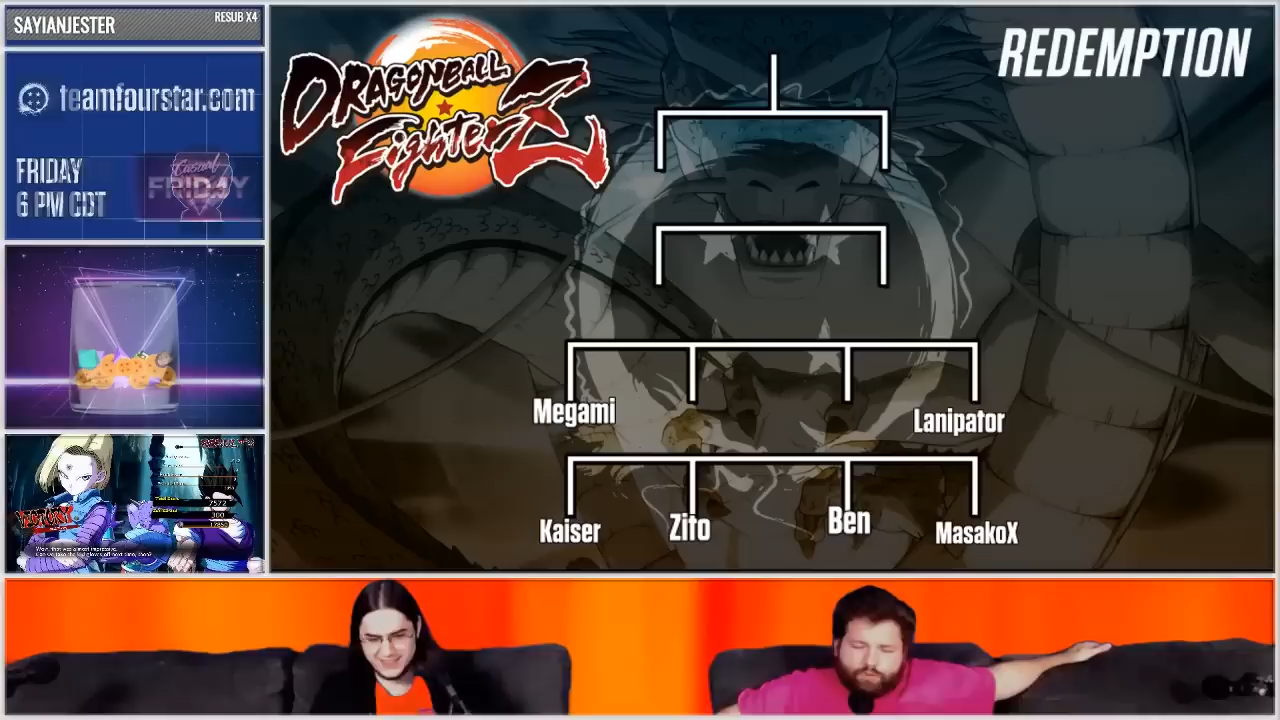 SAYIANJESTER
RESUB X4
teamfourstar.com
FRIDAY
6 PM CDT
Casual
FRIDAY
DRAGONBALL
FighterZ
REDEMPTION
Megami
Lanipator
Kaiser
Zito
Ben
MasakoX